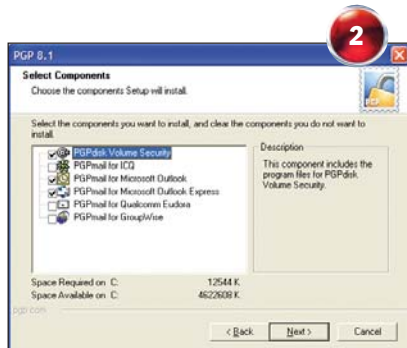 2
PGP 8.1
Select Components
Choose the components Setup will install.
PGP
Select the components you want to install, and clear the components you do not want to
install.
PGPdisk Volume Security
PGPmail for ICQ
PGPmail for Microsoft Outlook
PGPmail for Microsoft Outlook Express
PGPmail for Qualcomm Eudora
PGPmail for GroupWise
Description
This component includes the
program files for PGPdisk
Volume Security.
Space Required on C: 12544 K
Space Available on C: 4622608 K
pgp.com
< Back Next > Cancel